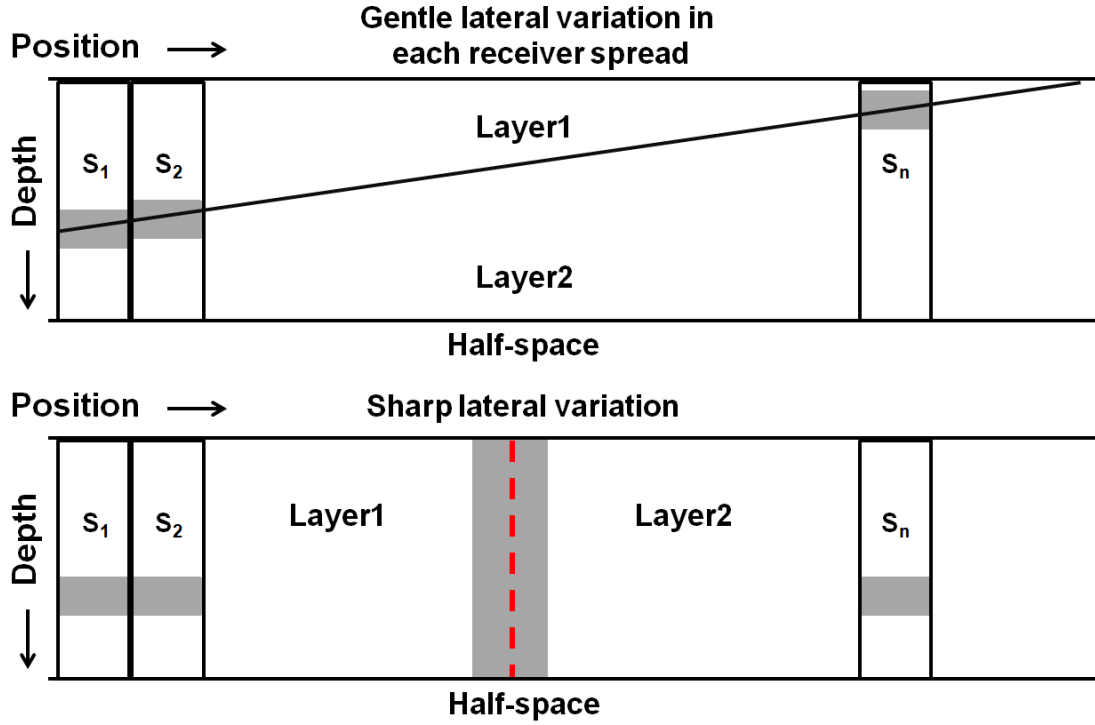 Gentle lateral variation in
each receiver spread
Position
Depth
Layer1
S1
S2
Sn
Layer2
Half-space
Position
Sharp lateral variation
Depth
S1
S2
Layer1
Layer2
Sn
Half-space